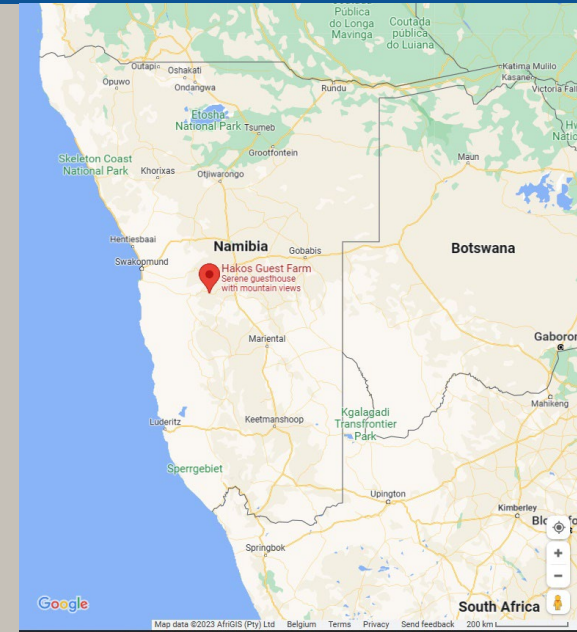 Pública
do Longa
Mavinga
Coutada
pública
do Luiana
Outapi
Oshakati
Opuwo
Ondangwa
Rundu
Katima Mulilo
Kasane
Victoria Fall
Etosha
National Park
Tsumeb
Grootfontein
Maun
Skeleton Coast
National Park
Khorixas
Otjiwarongo
Hentiesbaai
Namibia
Gobabis
Botswana
Swakopmund
Hakos Guest Farm
Serene guesthouse
with mountain views
Mariental
Gaboron
Mahikeng
Luderitz
Keetmanshoop
Kgalagadi
Transfrontier
Park
Sperrgebiet
Upington
Kimberley
Springbok
South Africa
Google
Map data ©2023 AfriGIS (Pty) Ltd Belgium Terms Privacy Send feedback 200 km